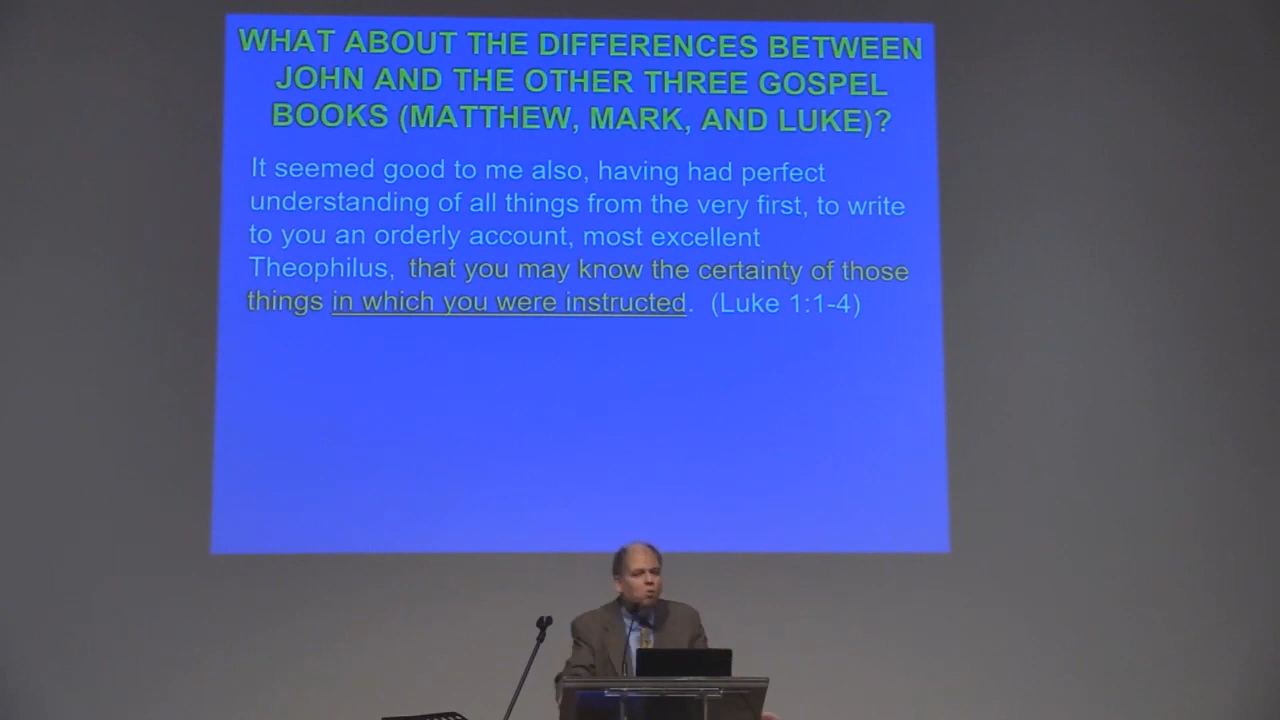 WHAT ABOUT THE DIFFERENCES BETWEEN
JOHN AND THE OTHER THREE GOSPEL
BOOKS (MATTHEW, MARK, AND LUKE)?
It seemed good to me also, having had perfect
understanding of all things from the very first, to write
to you an orderly account, most excellent
Theophilus, that you may know the certainty of those
things in which you were instructed. (Luke 1:1-4)